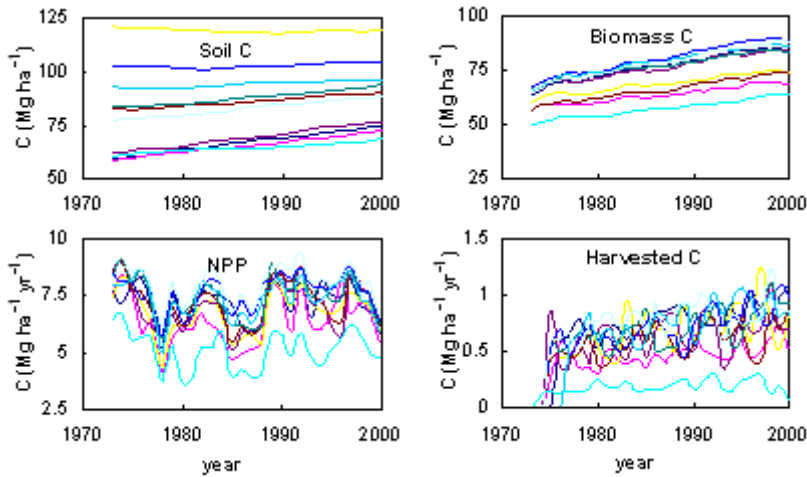 C (Mg ha⁻¹)
125
100
75
50
Soil C
1970 1980 1990 2000
C (Mg ha⁻¹)
100
75
50
25
Biomass C
1970 1980 1990 2000
C (Mg ha⁻¹ yr⁻¹)
10
7.5
5
2.5
NPP
1970 1980 1990 2000
year
C (Mg ha⁻¹ yr⁻¹)
1.5
1
0.5
0
Harvested C
1970 1980 1990 2000
year